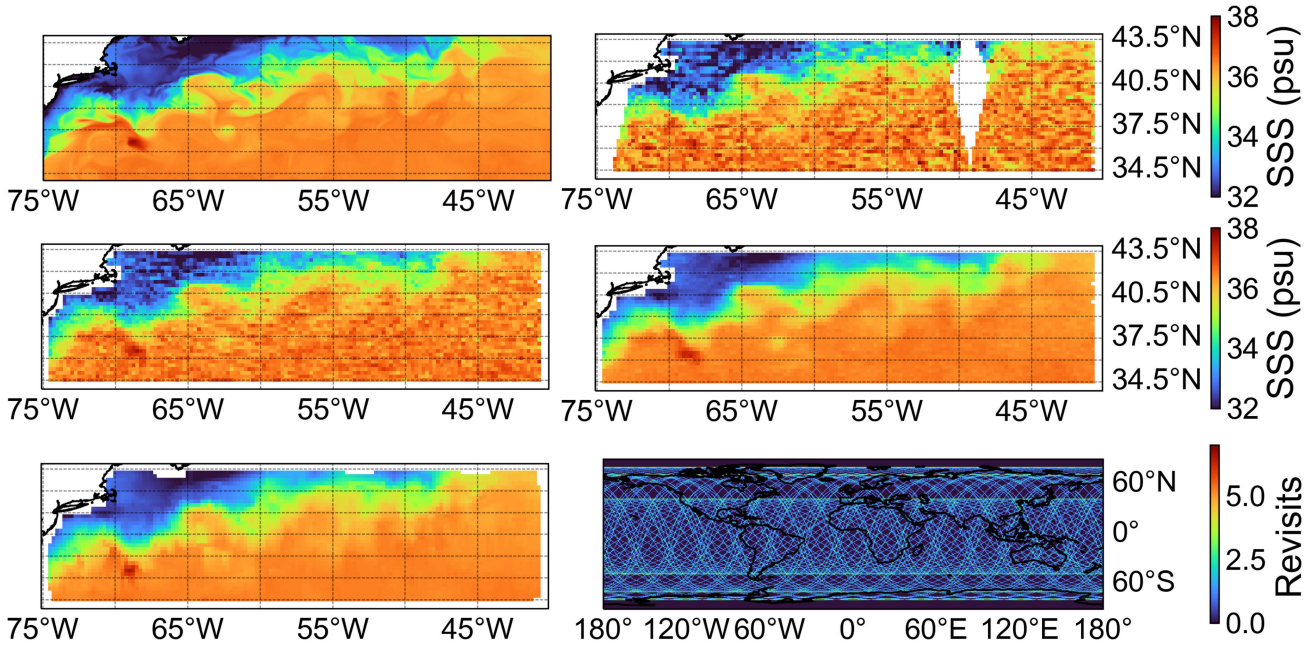 38
36
34
32
SSS (psu)
43.5°N
40.5°N
37.5°N
34.5°N
75°W 65°W 55°W 45°W
75°W 65°W 55°W 45°W
38
36
34
32
SSS (psu)
43.5°N
40.5°N
37.5°N
34.5°N
75°W 65°W 55°W 45°W
75°W 65°W 55°W 45°W
60°N
0°
60°S
5.0
2.5
0.0
Revisits
75°W 65°W 55°W 45°W
180° 120°W 60°W 0° 60°E 120°E 180°